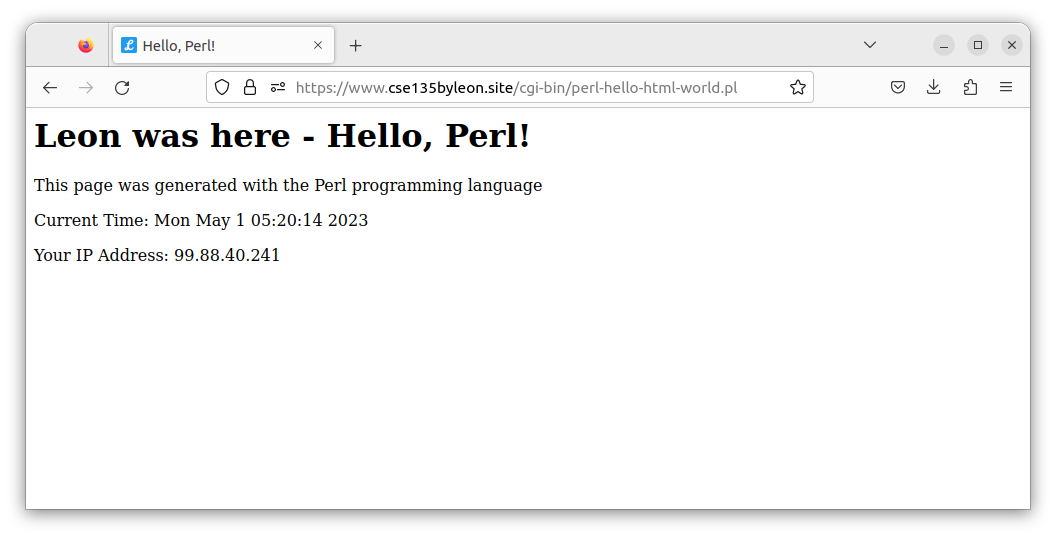 Hello, Perl!
https://www.cse135byleon.site/cgi-bin/perl-hello-html-world.pl
Leon was here - Hello, Perl!
This page was generated with the Perl programming language
Current Time: Mon May 1 05:20:14 2023
Your IP Address: 99.88.40.241